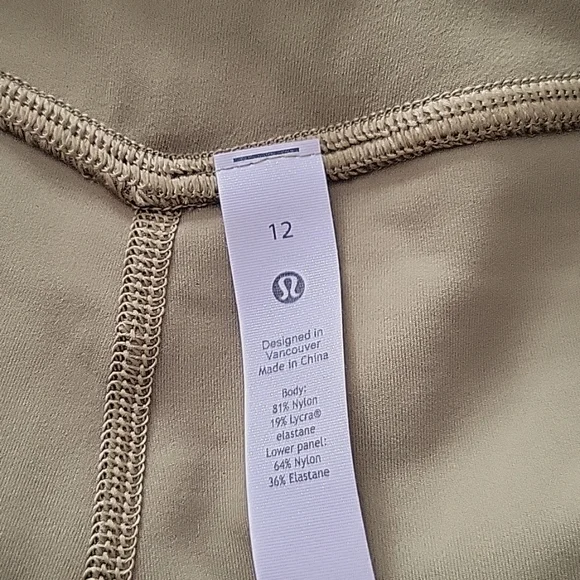 12
Designed in
Vancouver
Made in China
Body:
81% Nylon
19% Lycra®
elastane
Lower panel:
64% Nylon
36% Elastane